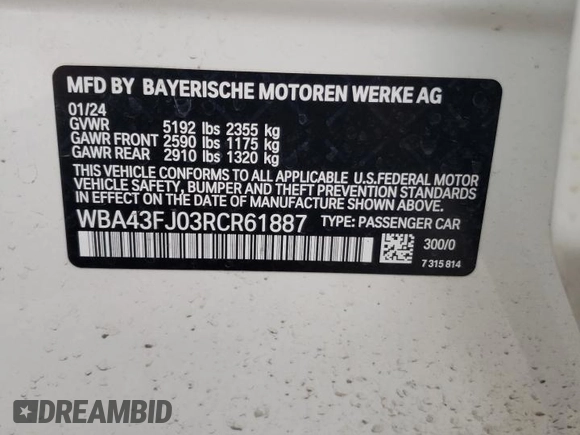 MFD BY BAYERISCHE MOTOREN WERKE AG
01/24
GVWR 5192 lbs 2355 kg
GAWR FRONT 2590 lbs 1175 kg
GAWR REAR 2910 lbs 1320 kg
THIS VEHICLE CONFORMS TO ALL APPLICABLE U.S.FEDERAL MOTOR
VEHICLE SAFETY, BUMPER AND THEFT PREVENTION STANDARDS
IN EFFECT ON THE DATE OF MANUFACTURE SHOWN ABOVE.
WBA43FJ03RCR61887 TYPE: PASSENGER CAR
300/0
7 315 814
DREAMBID